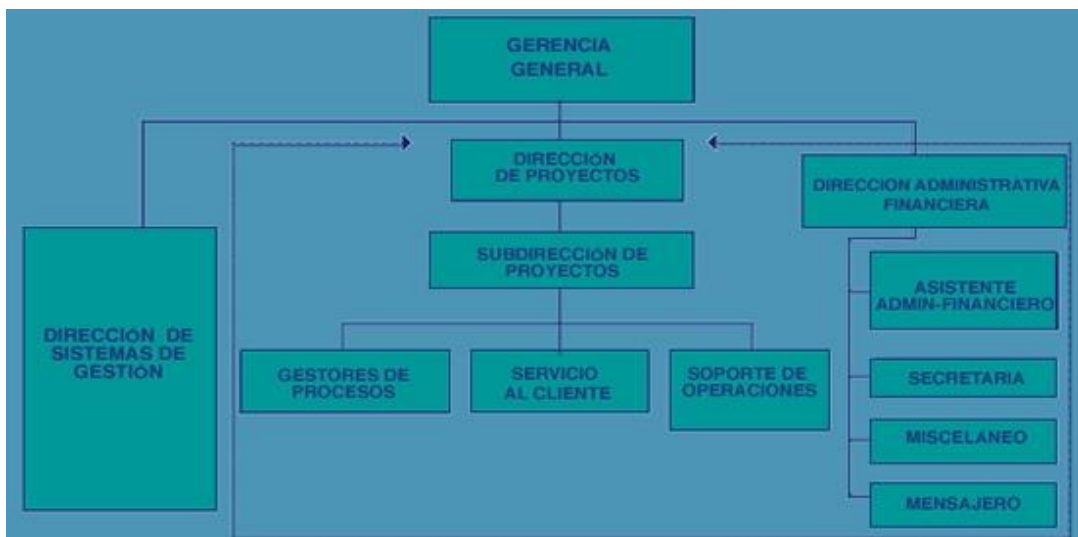 GERENCIA
GENERAL
DIRECCIÓN
DE PROYECTOS
DIRECCION ADMINISTRATIVA
FINANCIERA
SUBDIRECCIÓN DE
PROYECTOS
DIRECCIÓN DE
SISTEMAS DE
GESTIÓN
GESTORES DE
PROCESOS
SERVICIO
AL CLIENTE
SOPORTE DE
OPERACIONES
ASISTENTE
ADMIN-FINANCIERO
SECRETARIA
MISCELÁNEO
MENSAJERO